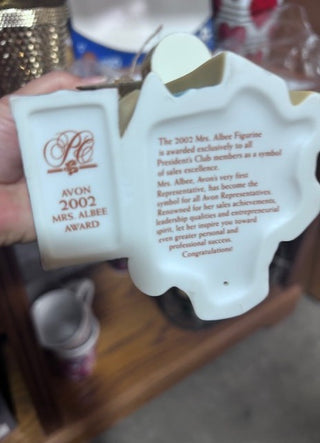 PC
AVON
2002
MRS. ALBEE
AWARD
The 2002 Mrs. Albee Figurine
is awarded exclusively to all
President's Club members as a symbol
of sales excellence.
Mrs. Albee, Avon's very first
Representative, has become the
symbol for all Avon Representatives.
Renowned for her sales achievements,
leadership qualities and entrepreneurial
spirit, let her inspire you toward
even greater personal and
professional success.
Congratulations!